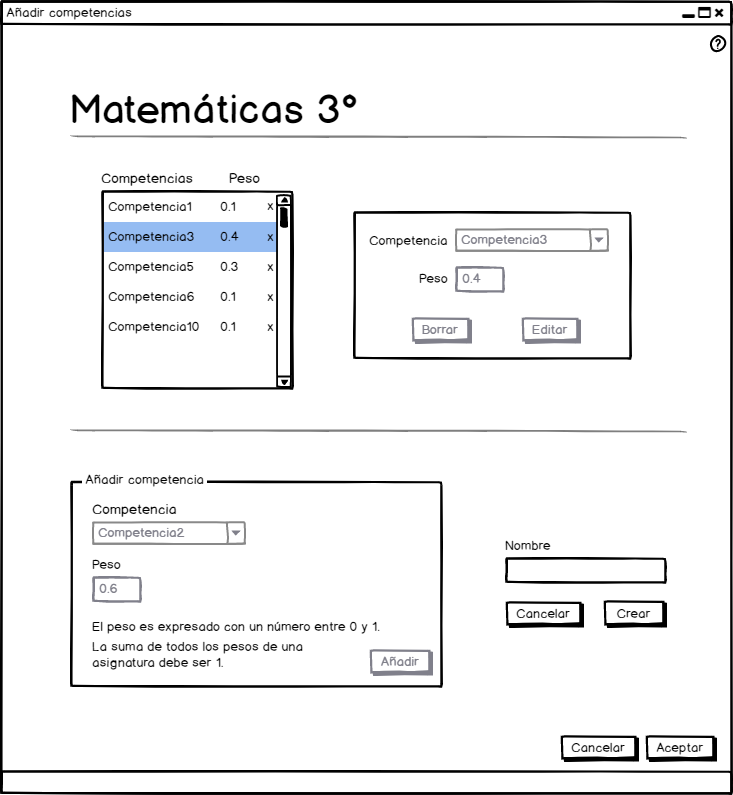 Añadir competencias
Matemáticas 3º
Competencias Peso
Competencia1 0.1 x
Competencia3 0.4 x
Competencia5 0.3 x
Competencia6 0.1 x
Competencia10 0.1 x
Competencia Competencia3
Peso 0.4
Borrar Editar
Añadir competencia
Competencia
Competencia2
Peso
0.6
El peso es expresado con un número entre 0 y 1.
La suma de todos los pesos de una
asignatura debe ser 1.
Añadir
Nombre
Cancelar Crear
Cancelar Aceptar